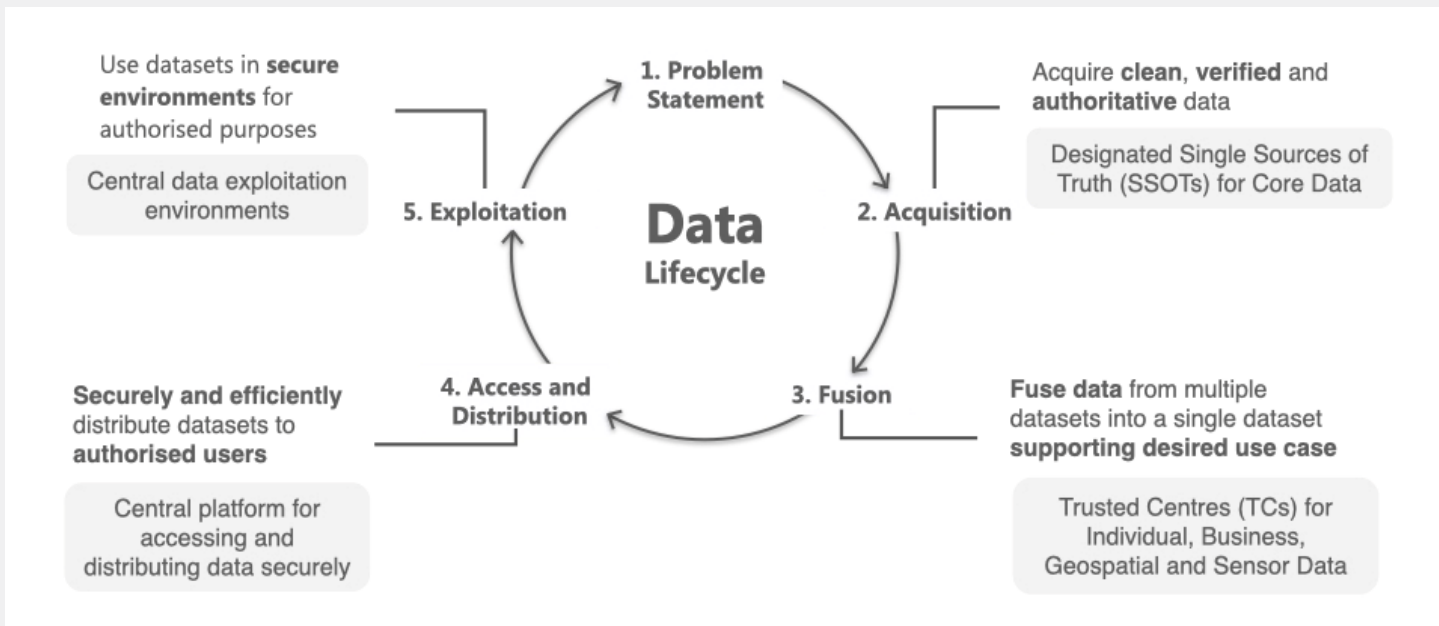 Use datasets in secure
environments for
authorised purposes
Central data exploitation
environments
1. Problem
Statement
Acquire clean, verified and
authoritative data
Designated Single Sources of
Truth (SSOTs) for Core Data
5. Exploitation
Data
Lifecycle
2. Acquisition
Securely and efficiently
distribute datasets to
authorised users
Central platform for
accessing and
distributing data securely
4. Access and
Distribution
3. Fusion
Fuse data from multiple
datasets into a single dataset
supporting desired use case
Trusted Centres (TCs) for
Individual, Business,
Geospatial and Sensor Data